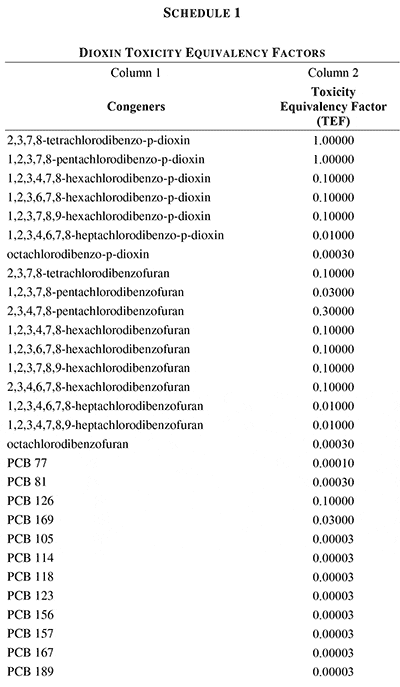 SCHEDULE 1
DIOXIN TOXICITY EQUIVALENCY FACTORS
Column 1 Column 2
Congeners Toxicity Equivalency Factor (TEF)
2,3,7,8-tetrachlorodibenzo-p-dioxin 1.00000
1,2,3,7,8-pentachlorodibenzo-p-dioxin 1.00000
1,2,3,4,7,8-hexachlorodibenzo-p-dioxin 0.10000
1,2,3,6,7,8-hexachlorodibenzo-p-dioxin 0.10000
1,2,3,7,8,9-hexachlorodibenzo-p-dioxin 0.10000
1,2,3,4,6,7,8-heptachlorodibenzo-p-dioxin 0.01000
octachlorodibenzo-p-dioxin 0.00030
2,3,7,8-tetrachlorodibenzofuran 0.10000
1,2,3,7,8-pentachlorodibenzofuran 0.03000
2,3,4,7,8-pentachlorodibenzofuran 0.30000
1,2,3,4,7,8-hexachlorodibenzofuran 0.10000
1,2,3,6,7,8-hexachlorodibenzofuran 0.10000
1,2,3,7,8,9-hexachlorodibenzofuran 0.10000
2,3,4,6,7,8-hexachlorodibenzofuran 0.10000
1,2,3,4,6,7,8-heptachlorodibenzofuran 0.01000
1,2,3,4,7,8,9-heptachlorodibenzofuran 0.01000
octachlorodibenzofuran 0.00030
PCB 77 0.00010
PCB 81 0.00030
PCB 126 0.10000
PCB 169 0.03000
PCB 105 0.00003
PCB 114 0.00003
PCB 118 0.00003
PCB 123 0.00003
PCB 156 0.00003
PCB 157 0.00003
PCB 167 0.00003
PCB 189 0.00003